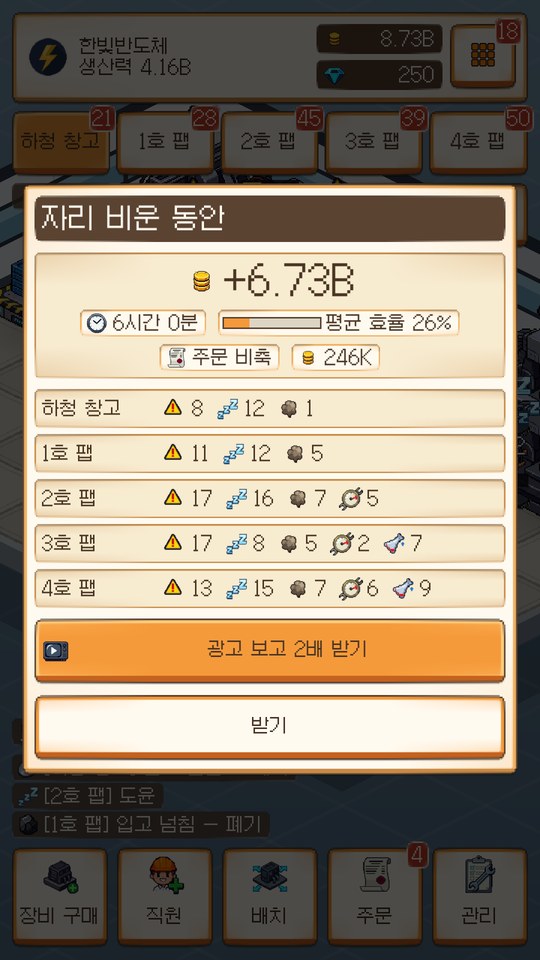 한빛반도체
생산력 4.16B
8.73B
250
18
하청 창고 21
1호 팹 28
2호 팹 45
3호 팹 39
4호 팹 50
자리 비운 동안
+6.73B
6시간 0분 평균 효율 26%
주문 비축 246K
하청 창고 8 12 1
1호 팹 11 12 5
2호 팹 17 16 7 5
3호 팹 17 8 5 2 7
4호 팹 13 15 7 6 9
광고 보고 2배 받기
받기
[2호 팹] 도윤
[1호 팹] 입고 넘침 – 폐기
장비 구매 직원 배치 주문 4 관리